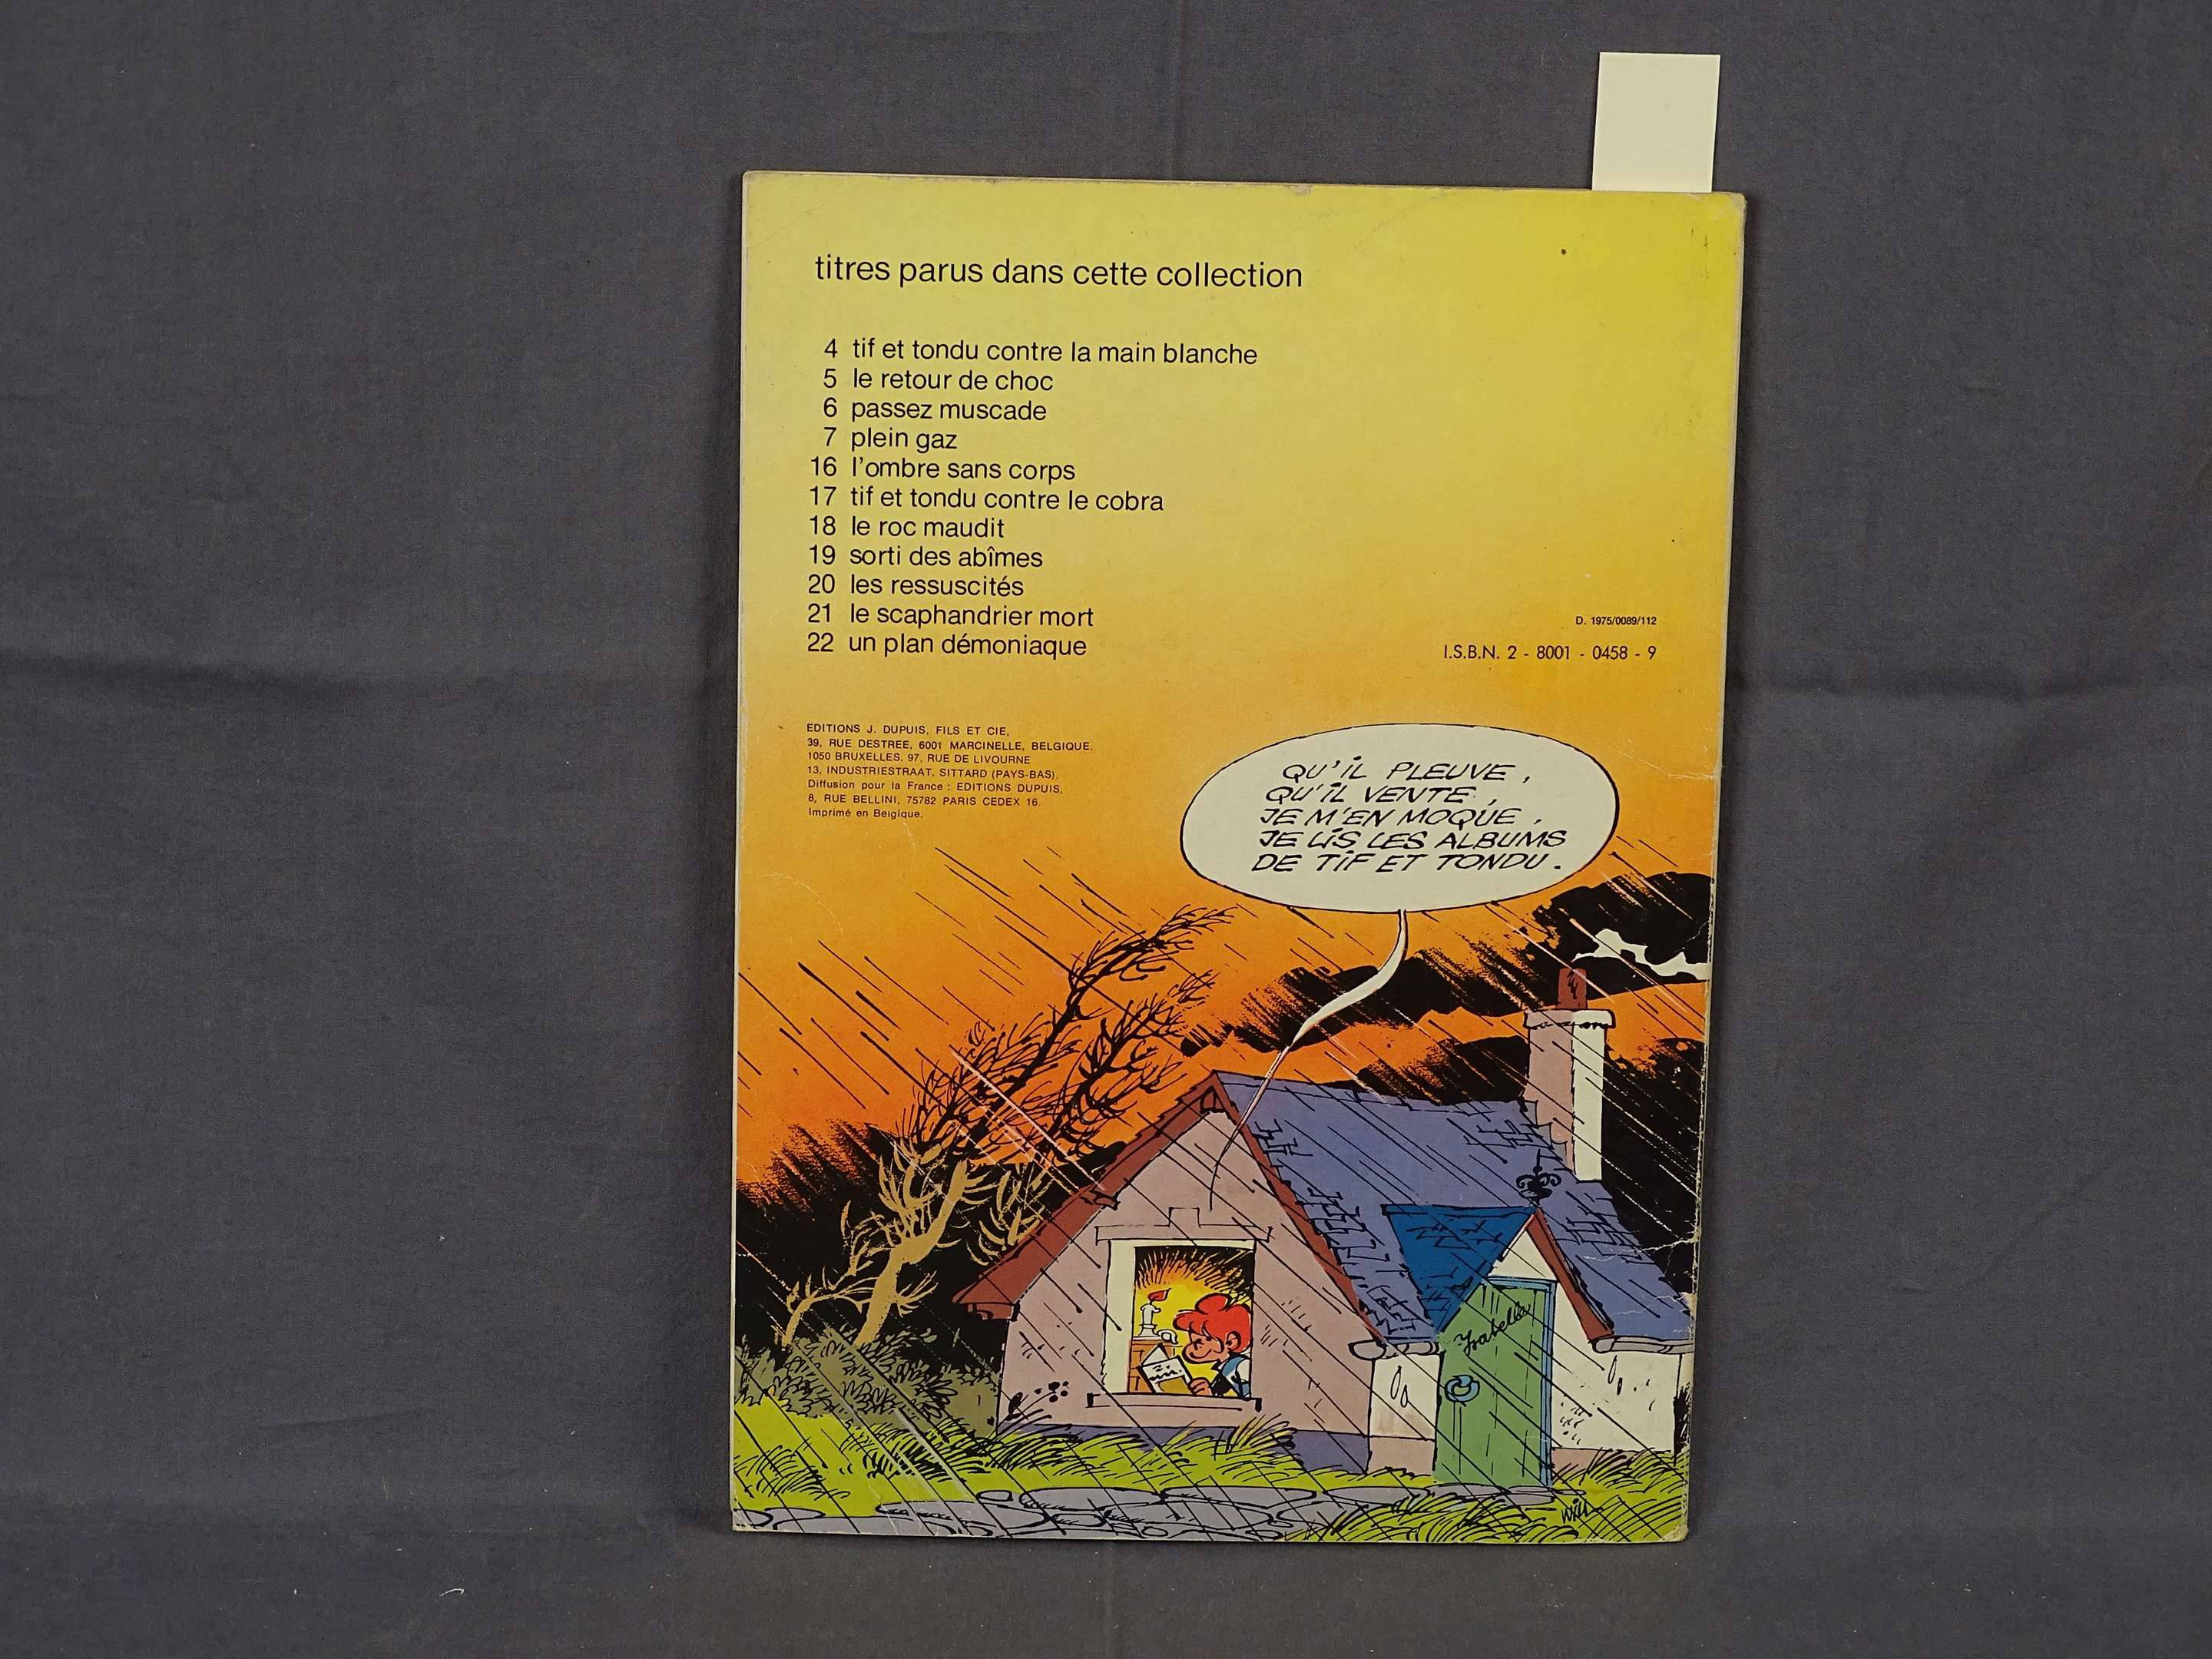 titres parus dans cette collection
4 tif et tondu contre la main blanche
5 le retour de choc
6 passez muscade
7 plein gaz
16 l'ombre sans corps
17 tif et tondu contre le cobra
18 le roc maudit
19 sorti des abîmes
20 les ressuscités
21 le scaphandrier mort
22 un plan démoniaque
D. 1975/0089/112
I.S.B.N. 2 - 8001 - 0458 - 9
EDITIONS J. DUPUIS, FILS ET CIE,
39, RUE DESTREE, 6001 MARCINELLE, BELGIQUE.
1050 BRUXELLES, 97, RUE DE LIVOURNE
13, INDUSTRIESTRAAT, SITTARD (PAYS-BAS).
Diffusion pour la France : EDITIONS DUPUIS,
8, RUE BELLINI, 75782 PARIS CEDEX 16.
Imprimé en Belgique.
QU'IL PLEUVE,
QU'IL VENTE,
JE M'EN MOQUE,
JE LIS LES ALBUMS
DE TIF ET TONDU.
Isabelle
WILL